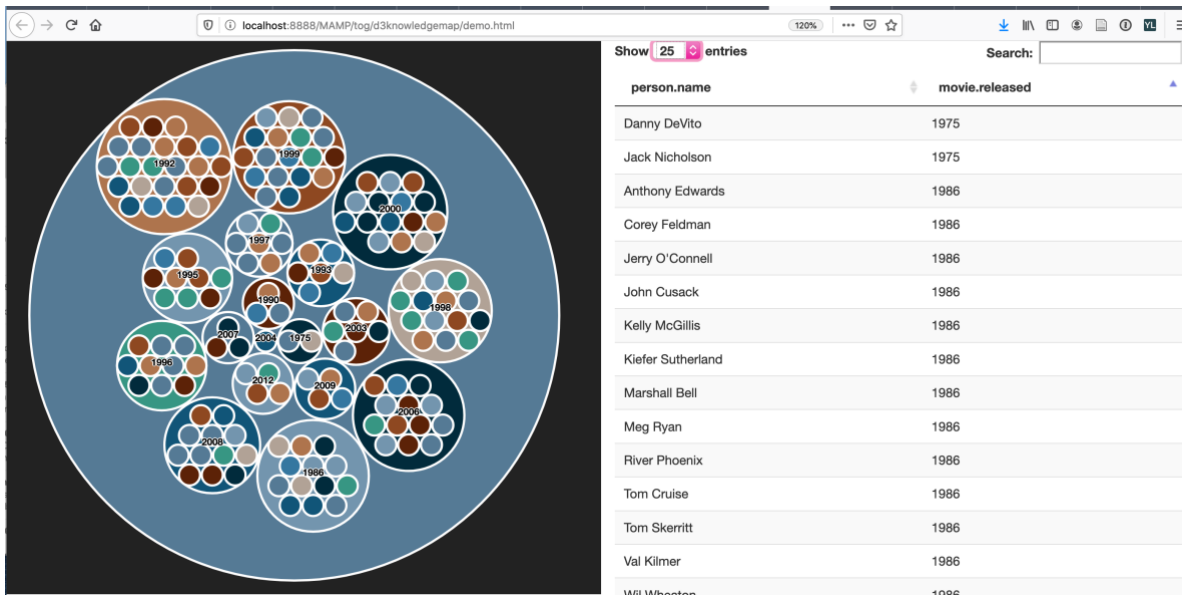 localhost:8888/MAMP/tog/d3knowledgemap/demo.html
120%
YL
Show 25 entries
Search:
person.name movie.released
Danny DeVito 1975
Jack Nicholson 1975
Anthony Edwards 1986
Corey Feldman 1986
Jerry O'Connell 1986
John Cusack 1986
Kelly McGillis 1986
Kiefer Sutherland 1986
Marshall Bell 1986
Meg Ryan 1986
River Phoenix 1986
Tom Cruise 1986
Tom Skerritt 1986
Val Kilmer 1986
Wil Wheaton 1986
1992
1999
2000
1997
1995
1993
1990
1998
2003
2007
2004
1975
1996
2012
2009
2006
2008
1986